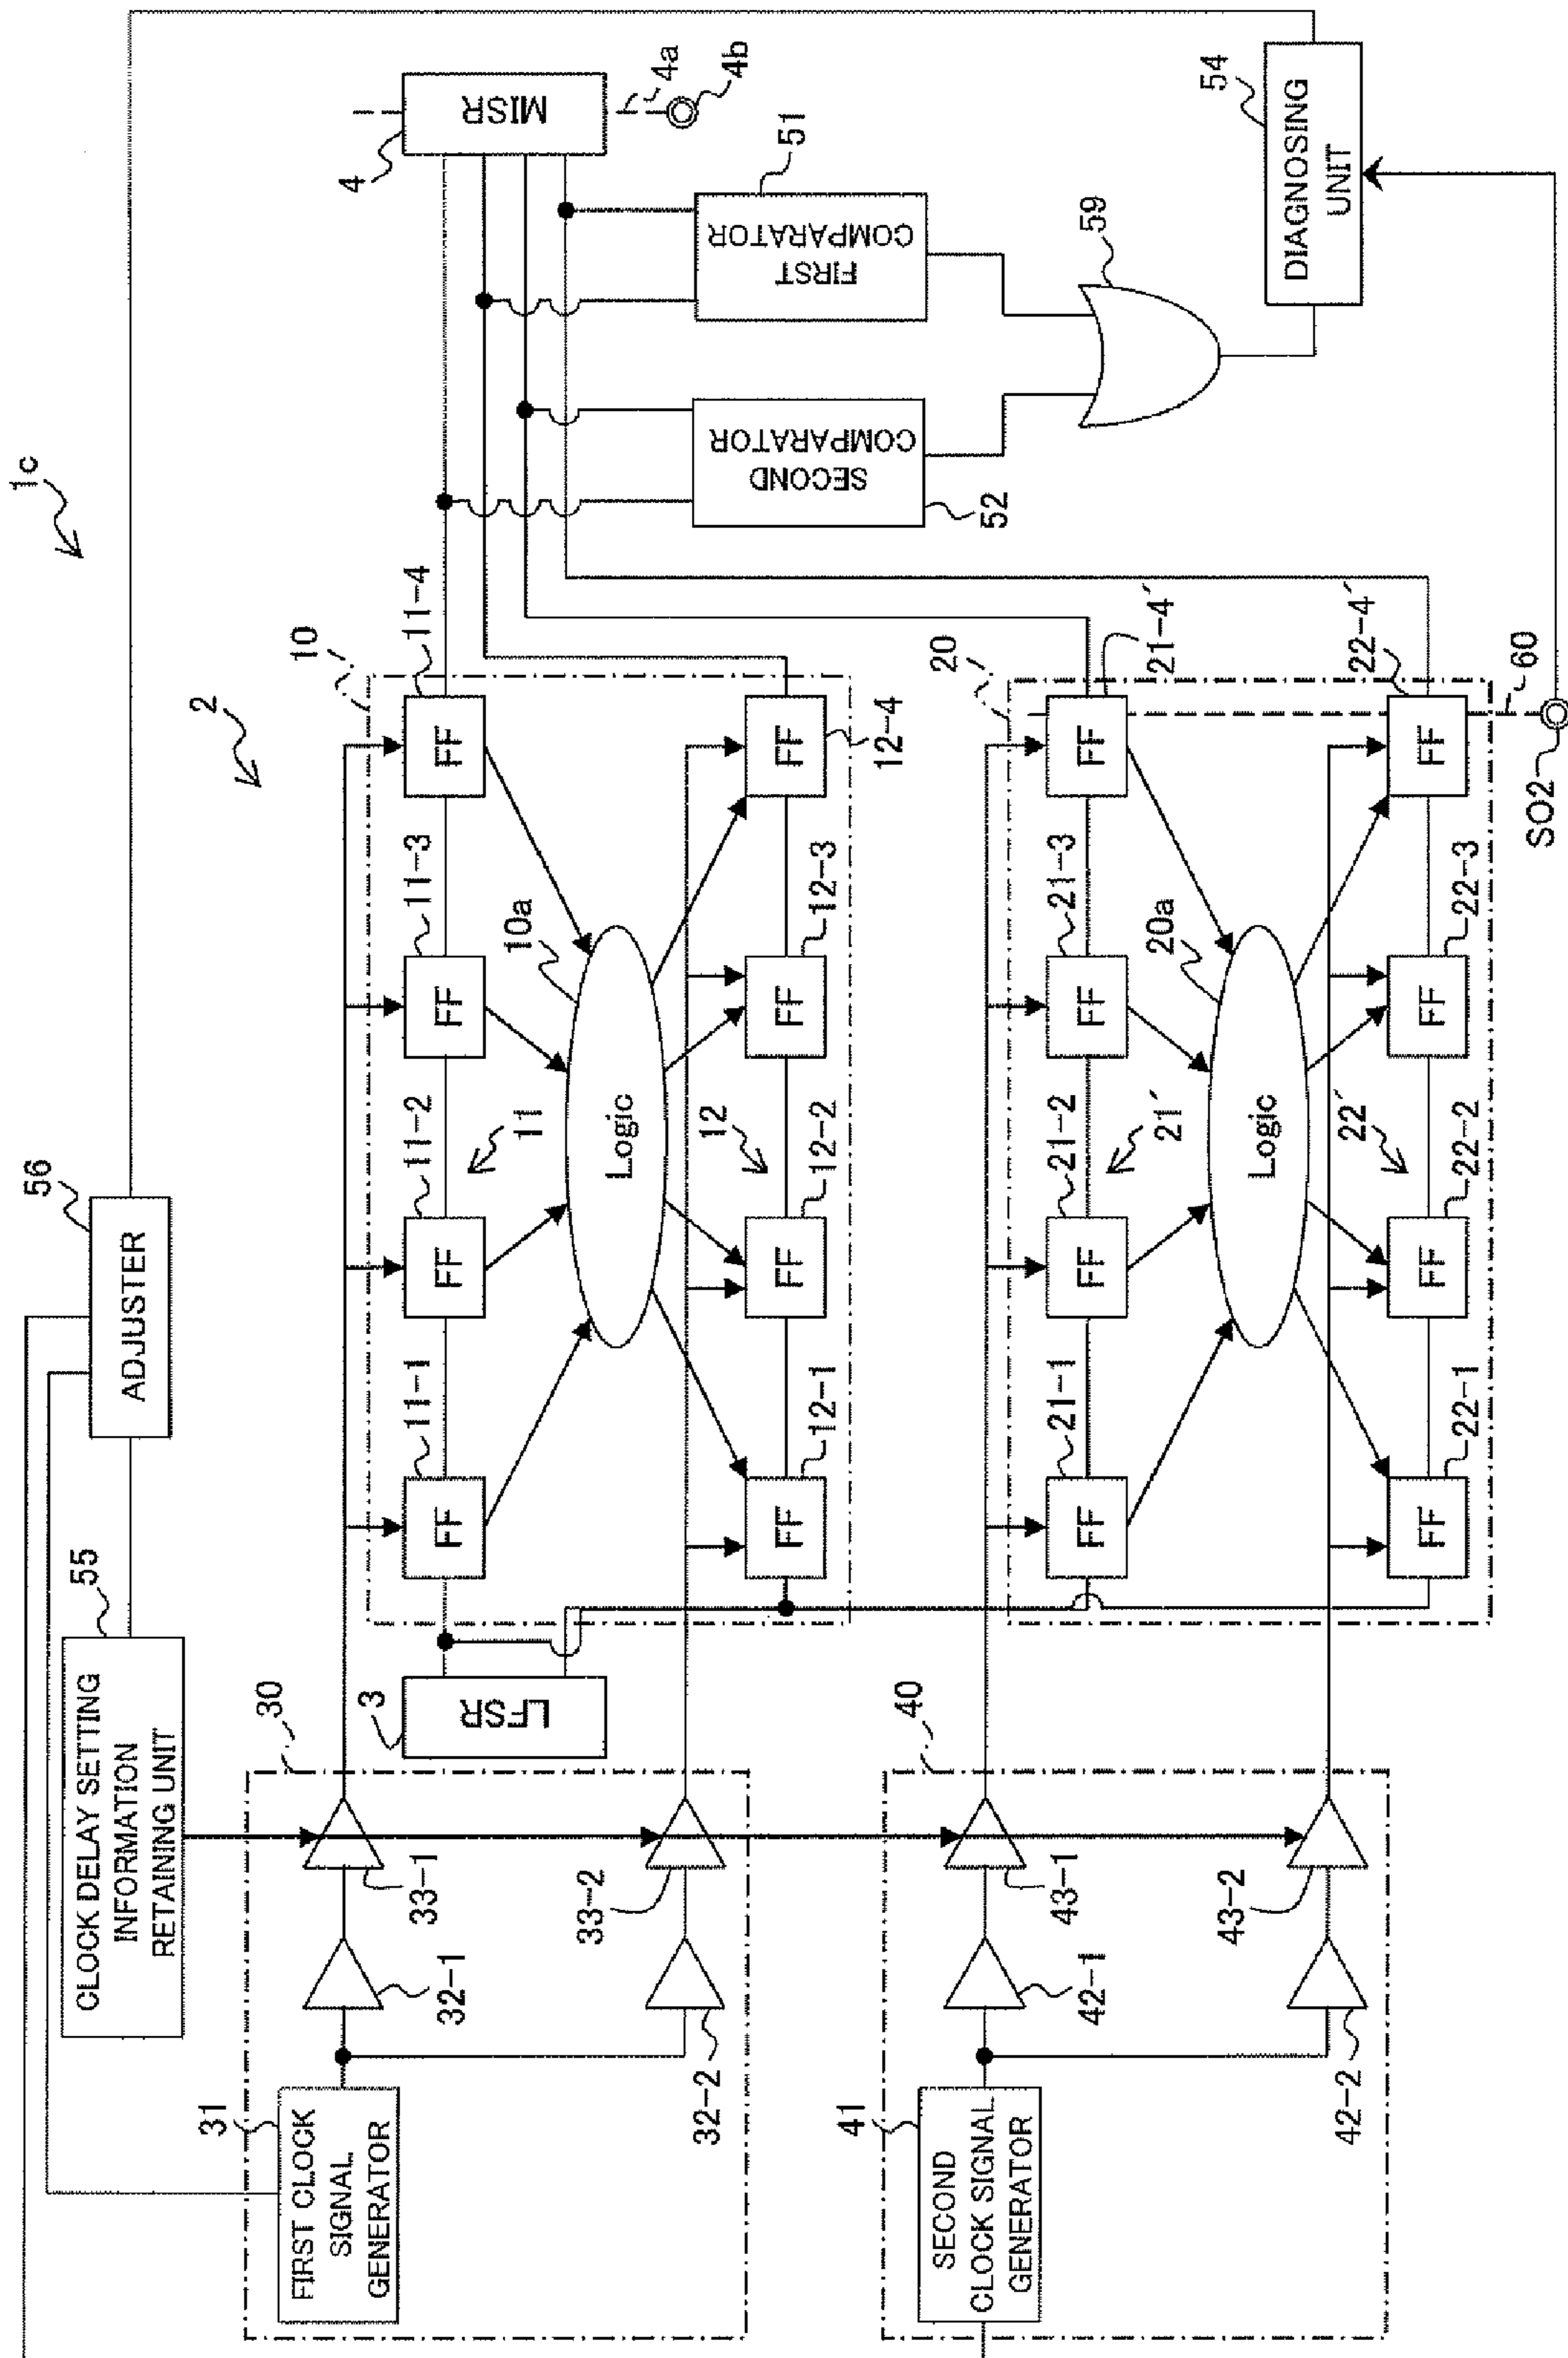 1c
56
ADJUSTER
55
CLOCK DELAY SETTING
INFORMATION
RETAINING UNIT
2
4
MISR
4a
4b
54
DIAGNOSING
UNIT
51
FIRST
COMPARATOR
52
SECOND
COMPARATOR
59
30
31
FIRST CLOCK
SIGNAL
GENERATOR
32-1
33-1
32-2
33-2
3
LFSR
10
11-1
FF
11-2
FF
11-3
FF
11-4
FF
11
10a
Logic
12
12-1
FF
12-2
FF
12-3
FF
12-4
FF
40
41
SECOND
CLOCK SIGNAL
GENERATOR
42-1
43-1
42-2
43-2
20
21-1
FF
21-2
FF
21-3
FF
21-4´
FF
21´
20a
Logic
22´
22-1
FF
22-2
FF
22-3
FF
22-4´
FF
60
SO2